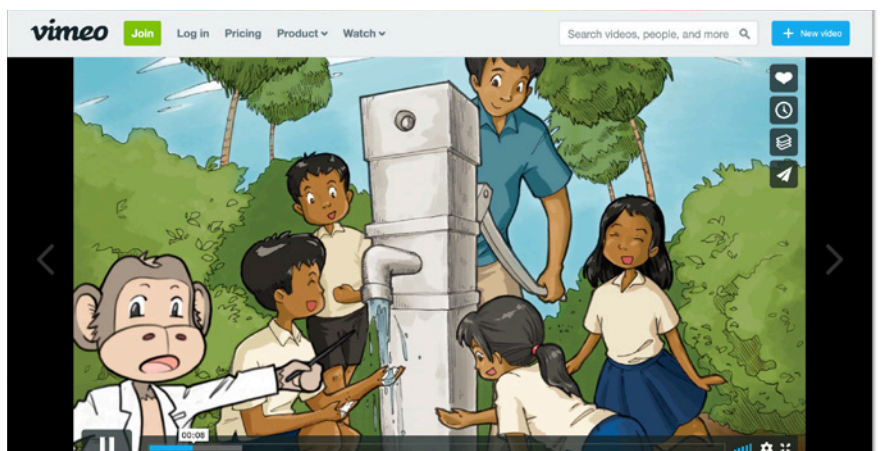 vimeo Join Log in Pricing Product Watch Search videos, people, and more + New video
00:08